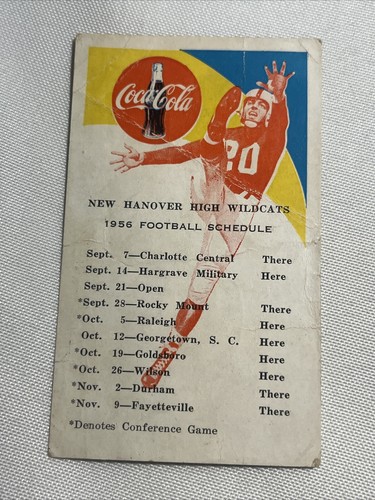 Coca-Cola
20
NEW HANOVER HIGH WILDCATS
1956 FOOTBALL SCHEDULE
Sept. 7—Charlotte Central There
Sept. 14—Hargrave Military Here
Sept. 21—Open
*Sept. 28—Rocky Mount There
*Oct. 5—Raleigh Here
Oct. 12—Georgetown, S. C. Here
*Oct. 19—Goldsboro Here
*Oct. 26—Wilson Here
*Nov. 2—Durham There
*Nov. 9—Fayetteville There
*Denotes Conference Game